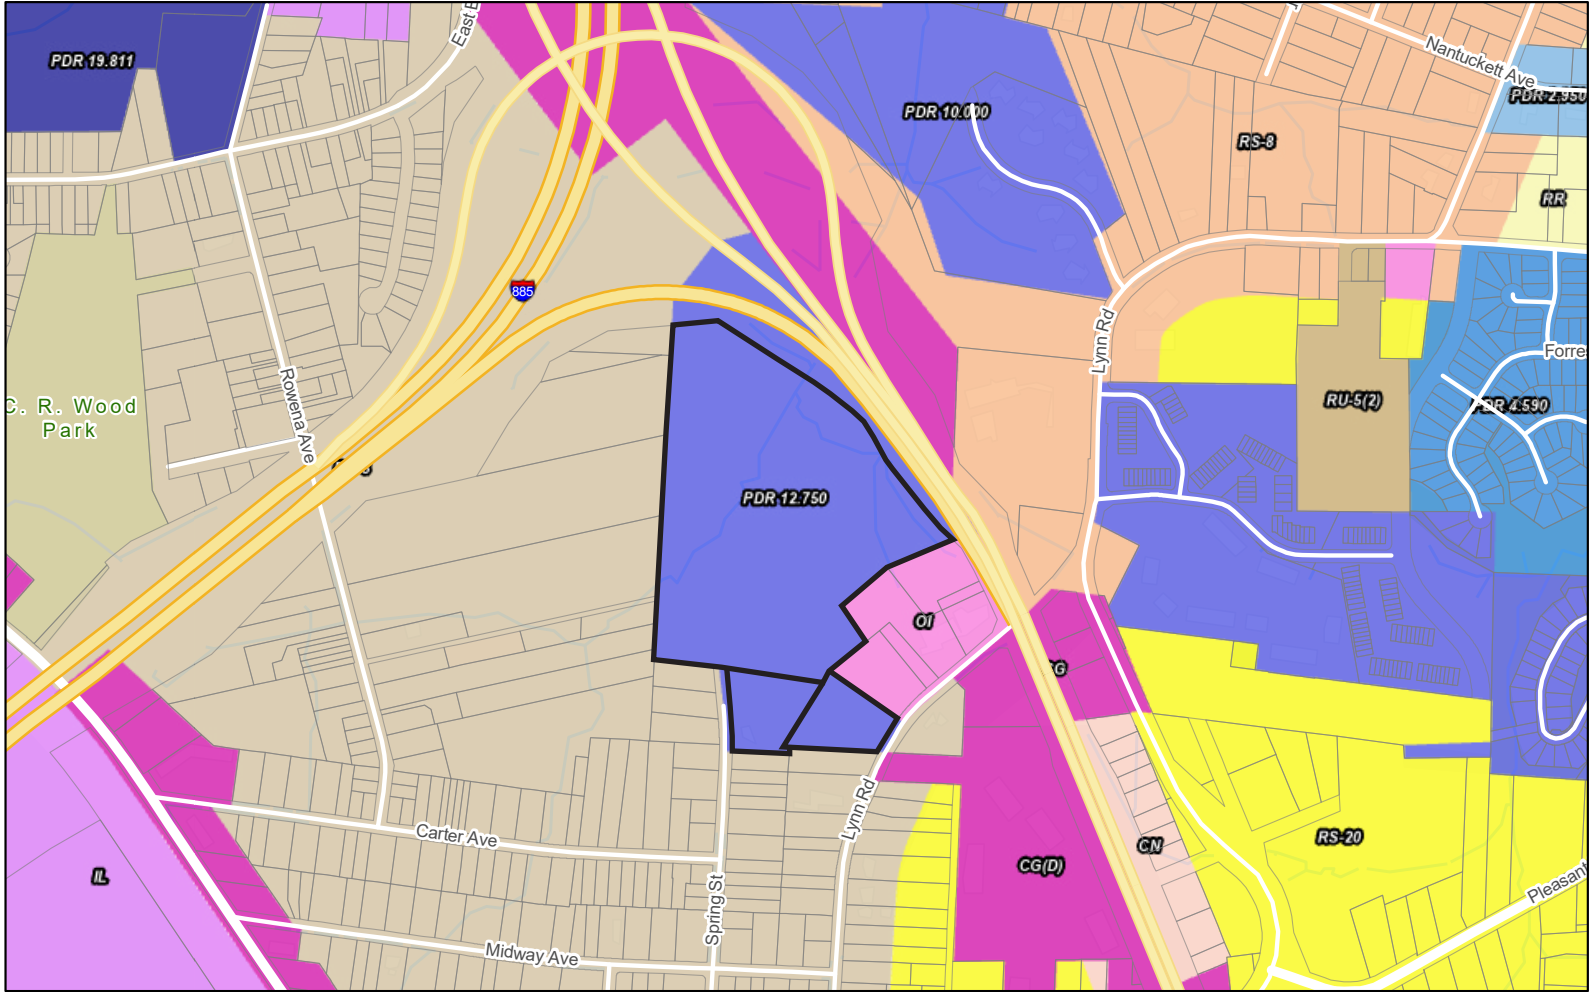 East
PDR 19.811
Nantuckett Ave
PDR 2.950
PDR 10.000
RS-8
RR
885
Lynn Rd
Forre
Rowena Ave
C. R. Wood
Park
RU-5(2)
PDR 4.590
PDR 12.750
OI
CG
Lynn Rd
Carter Ave
RS-20
CN
CG(D)
IL
Spring St
Pleasant
Midway Ave